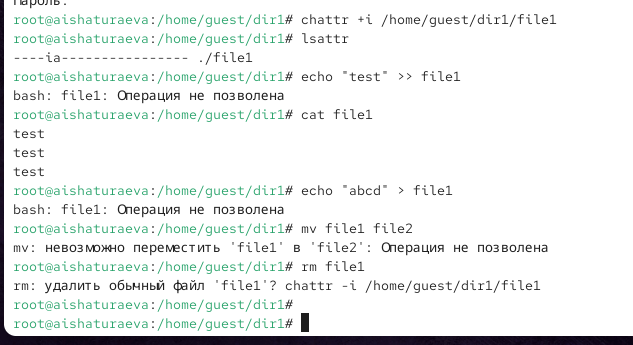 Пароль:
root@aishaturaeva:/home/guest/dir1# chattr +i /home/guest/dir1/file1
root@aishaturaeva:/home/guest/dir1# lsattr
----ia---------------- ./file1
root@aishaturaeva:/home/guest/dir1# echo "test" >> file1
bash: file1: Операция не позволена
root@aishaturaeva:/home/guest/dir1# cat file1
test
test
test
root@aishaturaeva:/home/guest/dir1# echo "abcd" > file1
bash: file1: Операция не позволена
root@aishaturaeva:/home/guest/dir1# mv file1 file2
mv: невозможно переместить 'file1' в 'file2': Операция не позволена
root@aishaturaeva:/home/guest/dir1# rm file1
rm: удалить обычный файл 'file1'? chattr -i /home/guest/dir1/file1
root@aishaturaeva:/home/guest/dir1#
root@aishaturaeva:/home/guest/dir1#